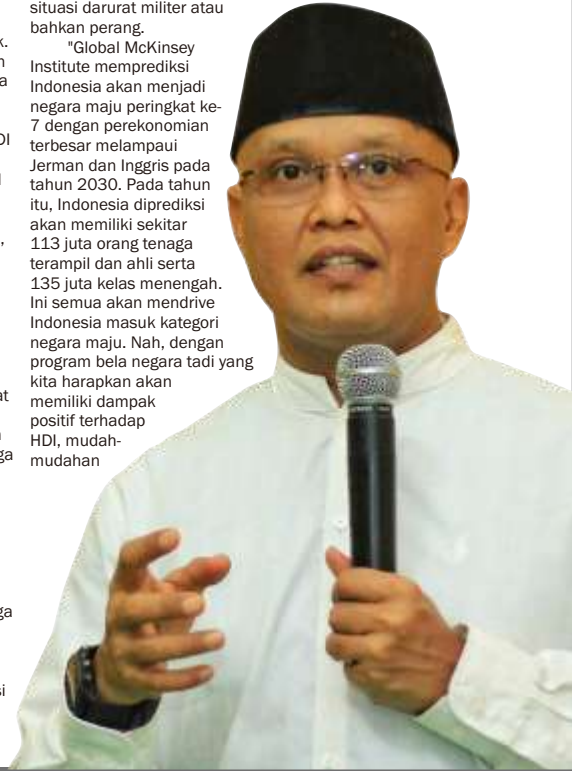 situasi darurat militer atau
bahkan perang.
"Global McKinsey
Institute memprediksi
Indonesia akan menjadi
negara maju peringkat ke-
7 dengan perekonomian
terbesar melampaui
Jerman dan Inggris pada
tahun 2030. Pada tahun
itu, Indonesia diprediksi
akan memiliki sekitar
113 juta orang tenaga
terampil dan ahli serta
135 juta kelas menengah.
Ini semua akan mendrive
Indonesia masuk kategori
negara maju. Nah, dengan
program bela negara tadi yang
kita harapkan akan
memiliki dampak
positif terhadap
HDI, mudah-
mudahan